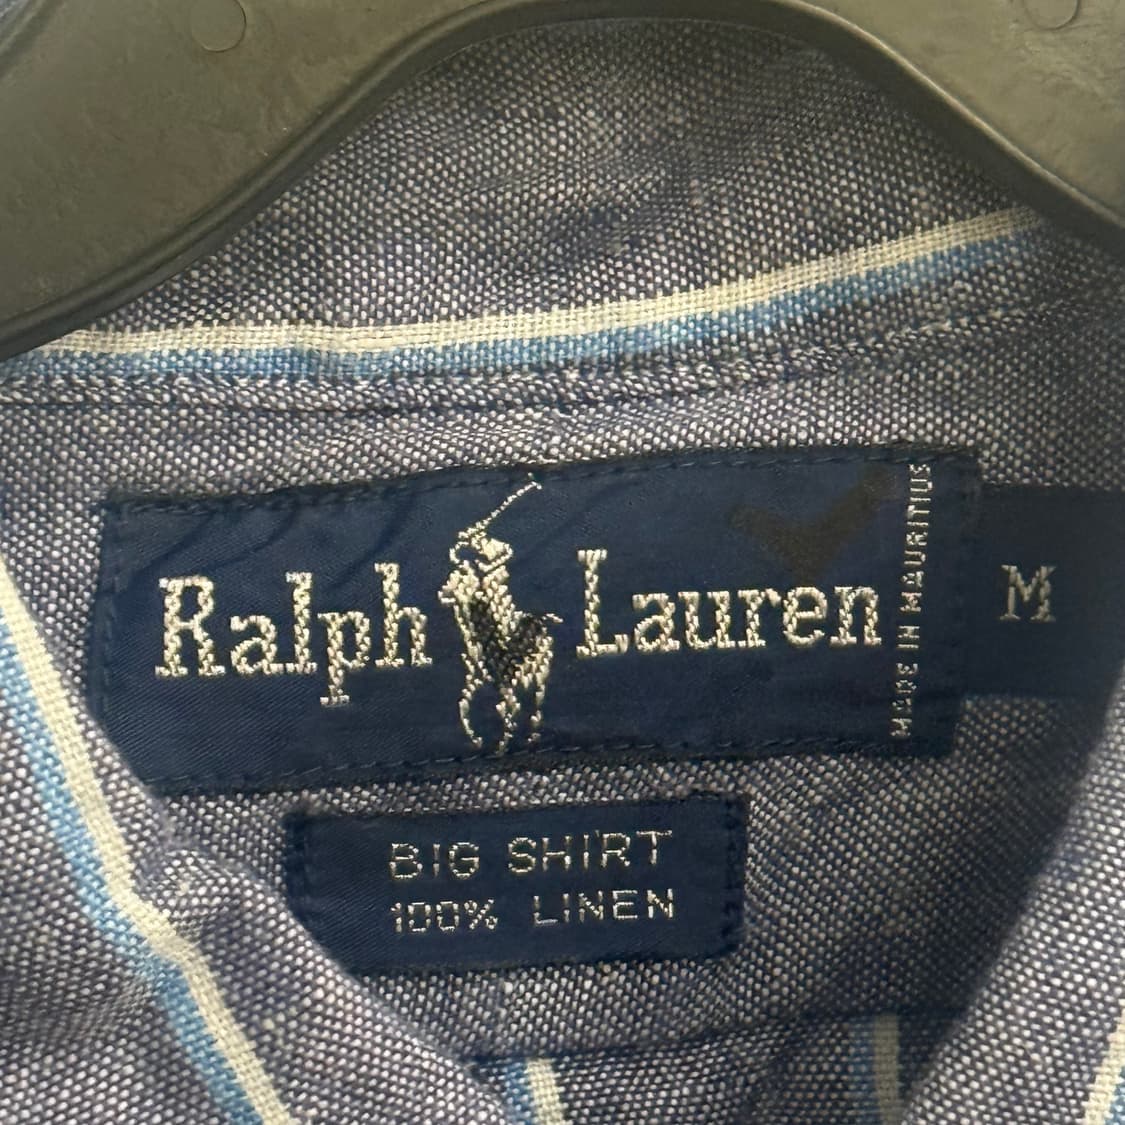 Ralph Lauren
MADE IN MAURITIUS
M
BIG SHIRT
100% LINEN